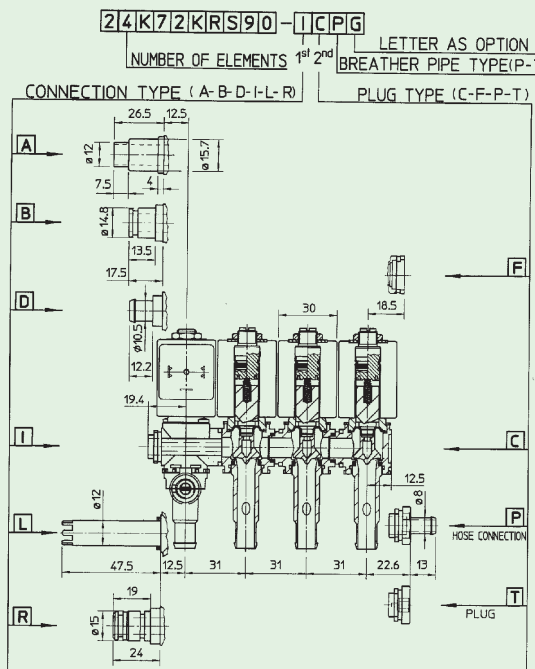 24K72KRS90-ICPG
LETTER AS OPTION
NUMBER OF ELEMENTS 1st 2nd BREATHER PIPE TYPE(P-
CONNECTION TYPE (A-B-D-I-L-R) PLUG TYPE (C-F-P-T)
26.5 12.5
A ø12 ø15.7
7.5 4
B ø14.8
13.5
17.5
F
18.5
D ø10.5
30
12.2
19.4
I C
12.5
ø12 ø8
L P
HOSE CONNECTION
47.5 12.5 31 31 31 22.6 13
19
R ø15
24
T
PLUG